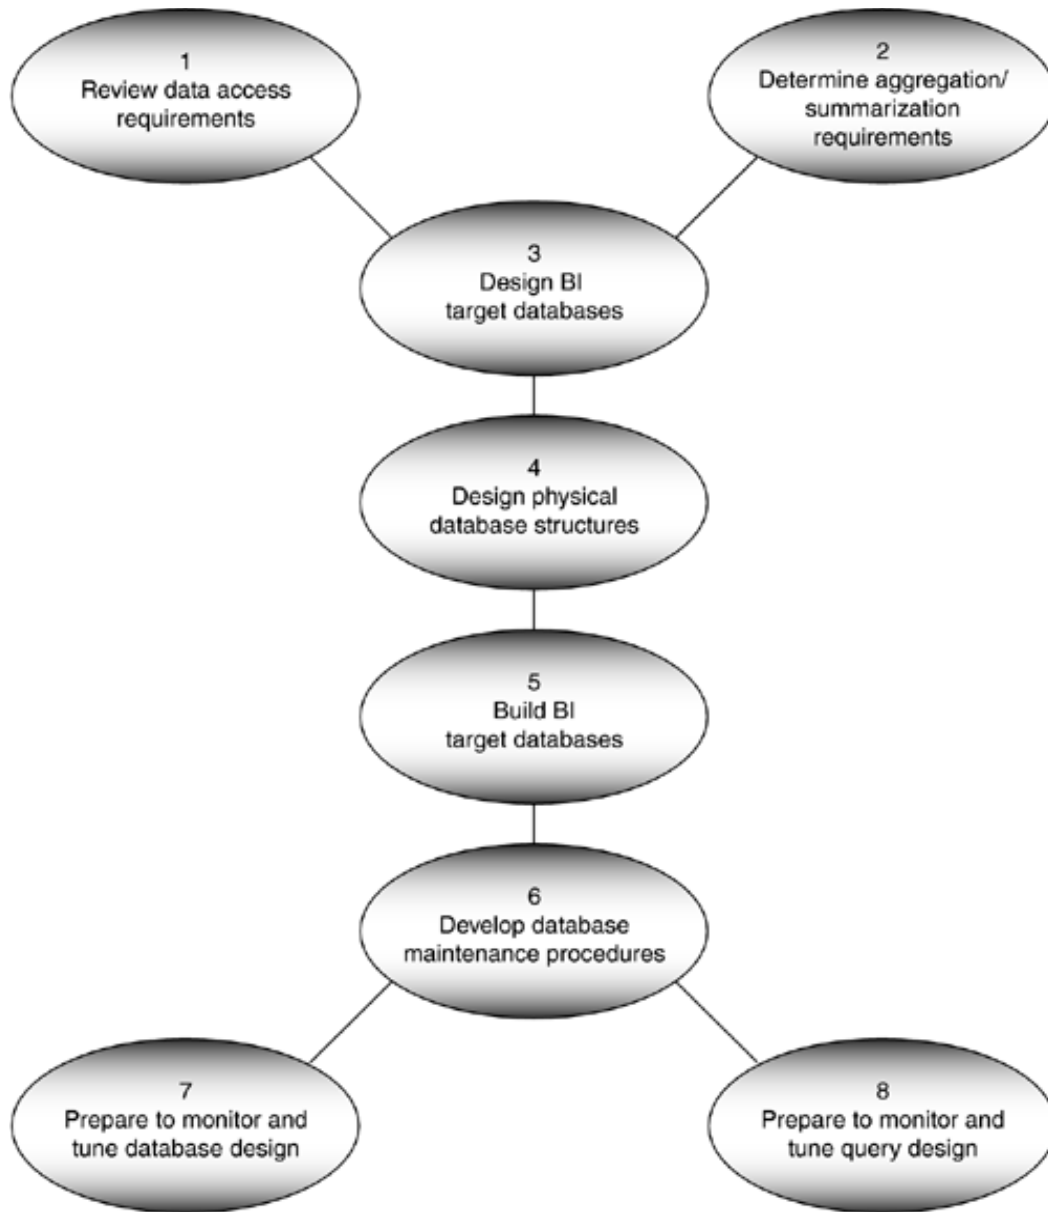 1
Review data access
requirements
2
Determine aggregation/
summarization
requirements
3
Design BI
target databases
4
Design physical
database structures
5
Build BI
target databases
6
Develop database
maintenance procedures
7
Prepare to monitor and
tune database design
8
Prepare to monitor and
tune query design